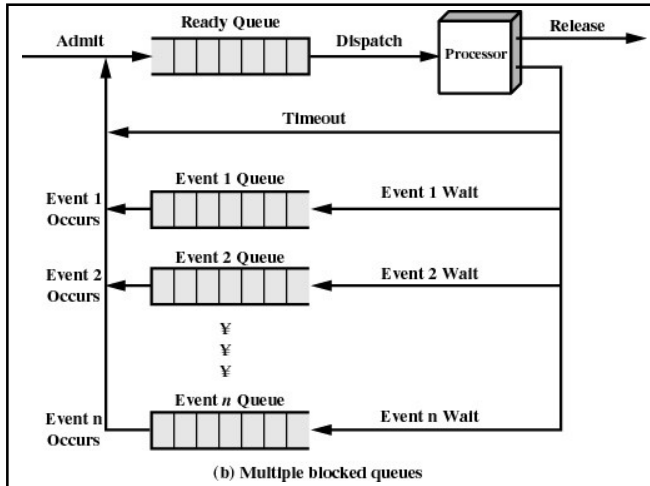 Ready Queue
Release
Admit
Dispatch
Processor
Timeout
Event 1 Queue
Event 1
Occurs
Event 1 Wait
Event 2 Queue
Event 2
Occurs
Event 2 Wait
¥
¥
¥
Event n Queue
Event n
Occurs
Event n Wait
(b) Multiple blocked queues